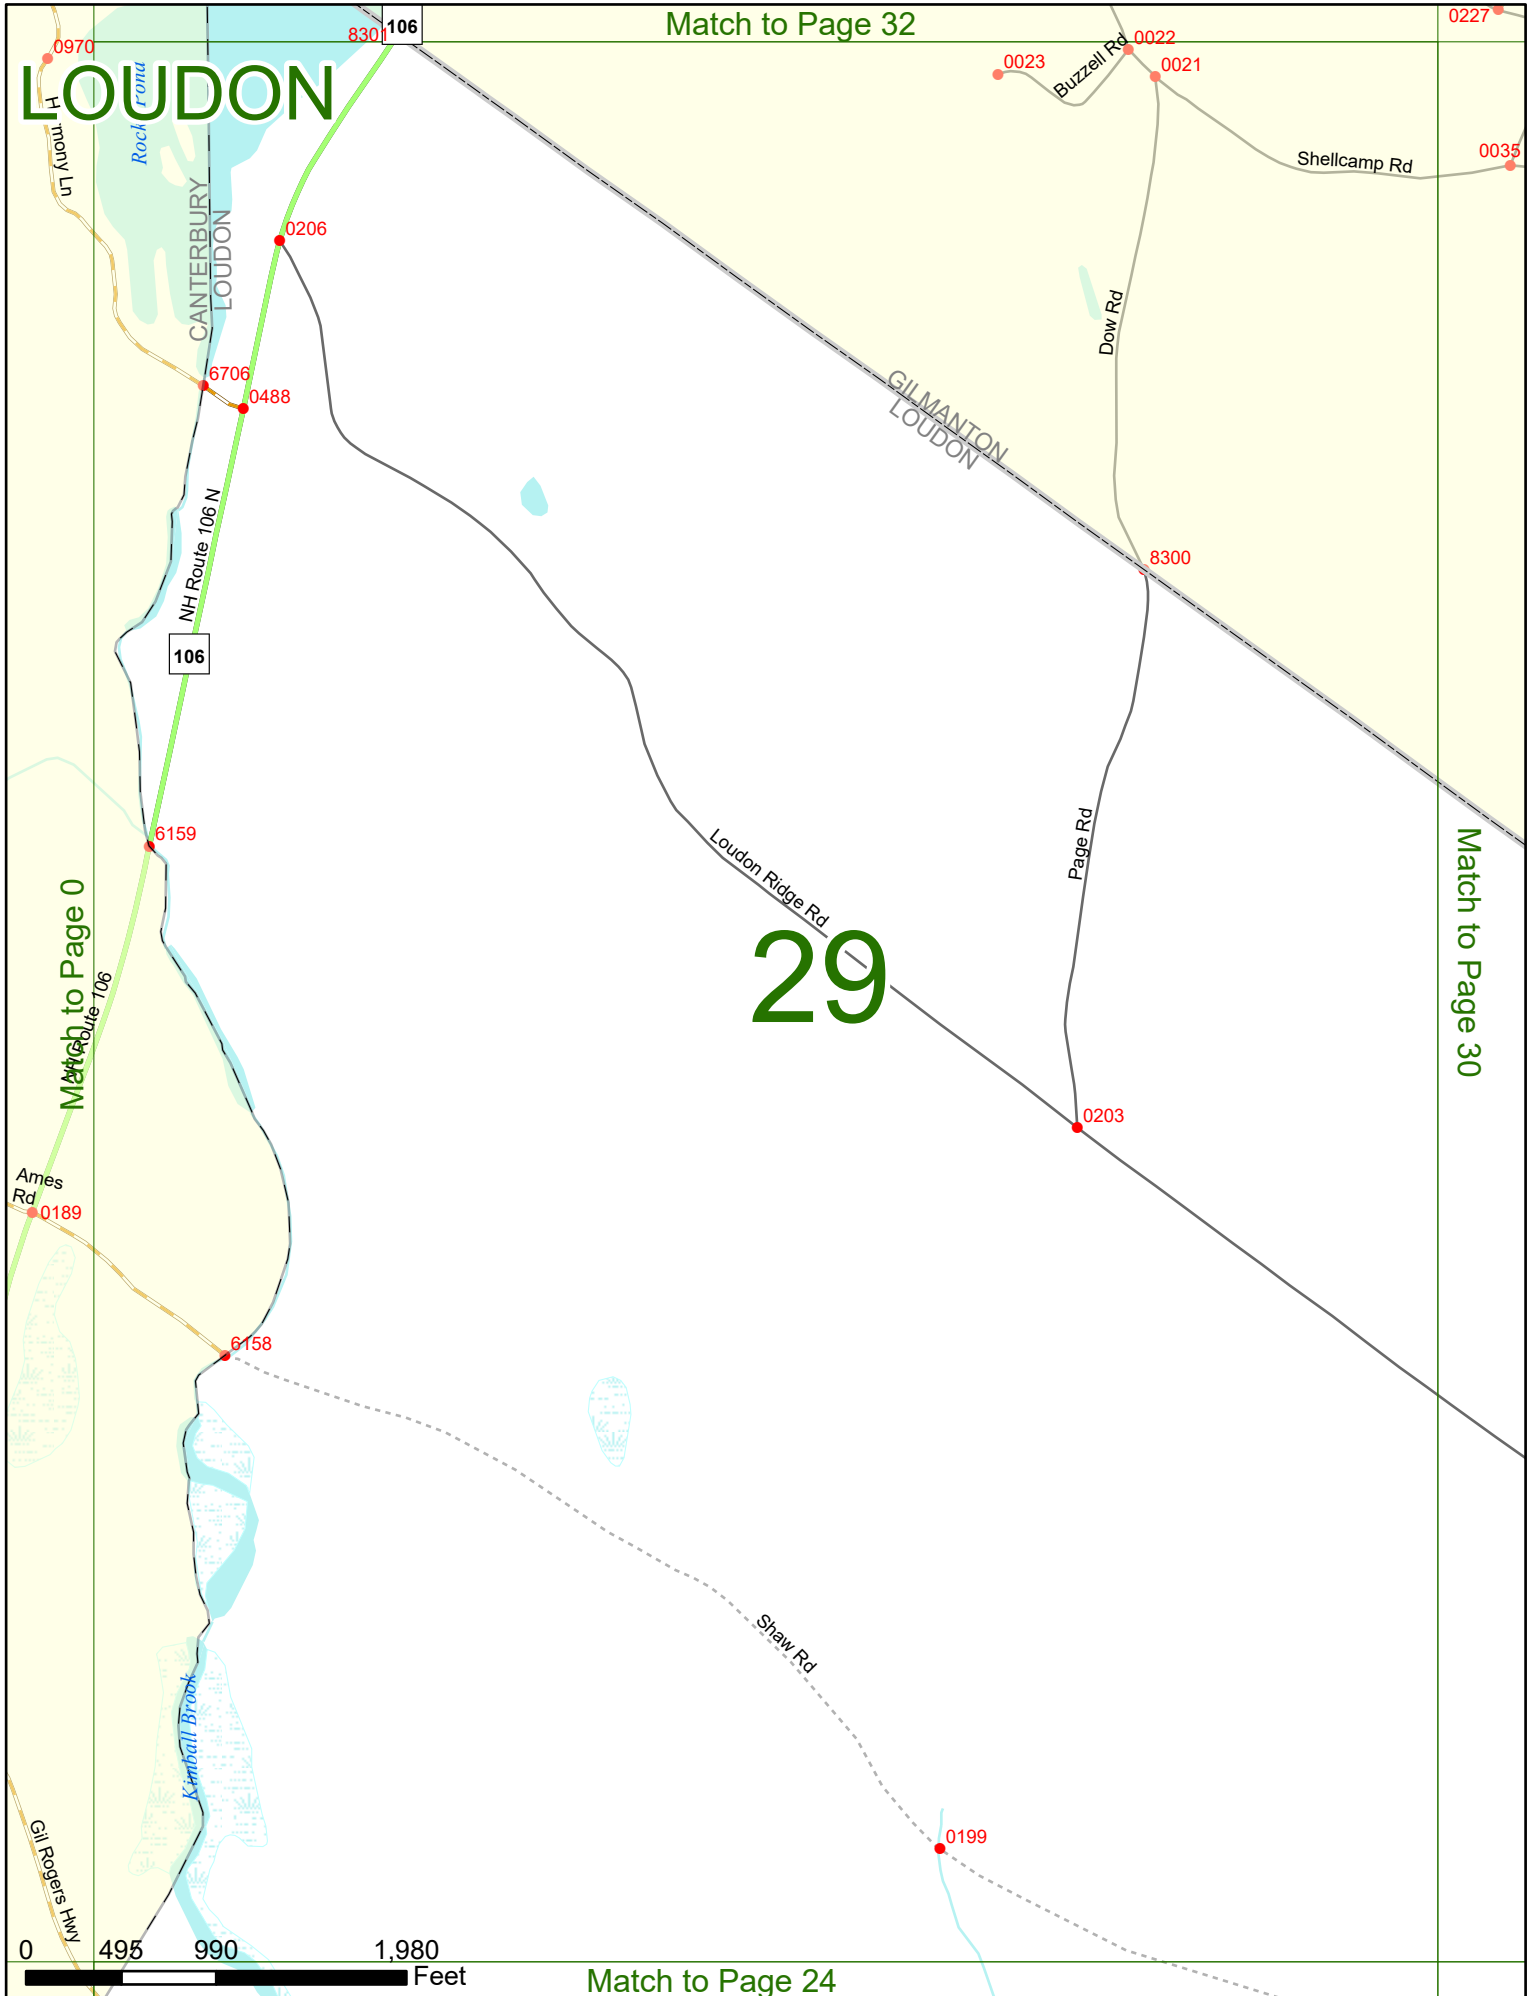 Match to Page 32
106
8301
0970
LOUDON
0227
0022
0023
Buzzell Rd
0021
0035
Shellcamp Rd
CANTERBURY
LOUDON
0206
Dow Rd
6706
0488
GILMANTON
LOUDON
NH Route 106 N
8300
106
6159
Page Rd
Loudon Ridge Rd
Match to Page 0
Match to Page 30
Route 106
29
0203
Ames
Rd
0189
6158
Shaw Rd
Kimball Brook
0199
Gil Rogers Hwy
0 495 990 1,980
Feet
Match to Page 24